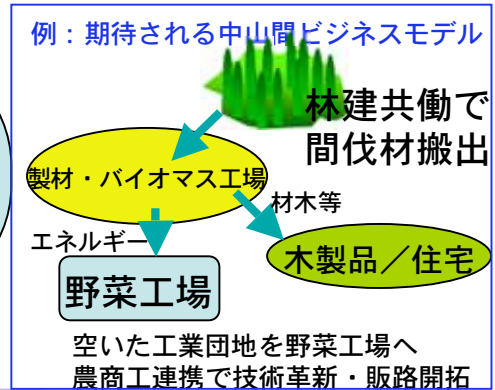 例：期待される中山間ビジネスモデル
林建共働で
間伐材搬出
製材・バイオマス工場
材木等
エネルギー
木製品／住宅
野菜工場
空いた工業団地を野菜工場へ
農商工連携で技術革新・販路開拓